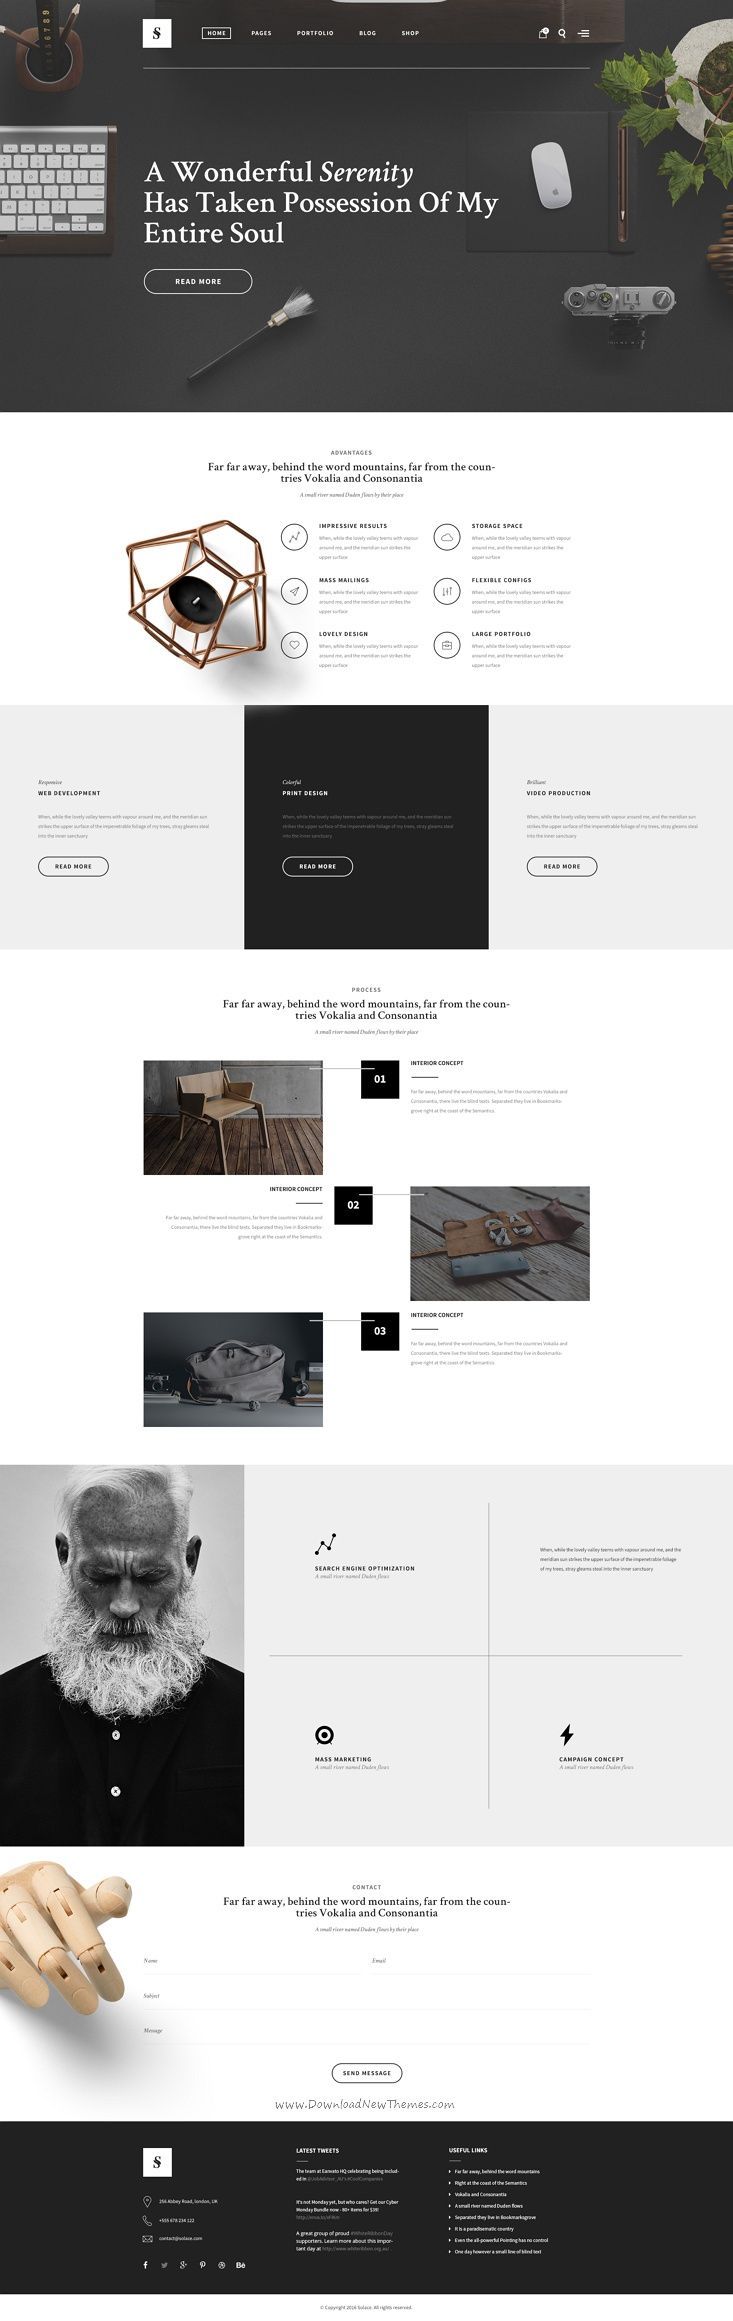 S
HOME PAGES PORTFOLIO BLOG SHOP
A Wonderful Serenity
Has Taken Possession Of My
Entire Soul
READ MORE
ADVANTAGES
Far far away, behind the word mountains, far from the coun-
tries Vokalia and Consonantia
A small river named Duden flows by their place
IMPRESSIVE RESULTS
When, while the lovely valley teems with vapour
around me, and the meridian sun strikes the
upper surface
STORAGE SPACE
When, while the lovely valley teems with vapour
around me, and the meridian sun strikes the
upper surface
MASS MAILINGS
When, while the lovely valley teems with vapour
around me, and the meridian sun strikes the
upper surface
FLEXIBLE CONFIGS
When, while the lovely valley teems with vapour
around me, and the meridian sun strikes the
upper surface
LOVELY DESIGN
When, while the lovely valley teems with vapour
around me, and the meridian sun strikes the
upper surface
LARGE PORTFOLIO
When, while the lovely valley teems with vapour
around me, and the meridian sun strikes the
upper surface
Responsive
WEB DEVELOPMENT
When, while the lovely valley teems with vapour around me, and the meridian sun
strikes the upper surface of the impenetrable foliage of my trees, stray gleams steal
into the inner sanctuary
READ MORE
Colorful
PRINT DESIGN
When, while the lovely valley teems with vapour around me, and the meridian sun
strikes the upper surface of the impenetrable foliage of my trees, stray gleams steal
into the inner sanctuary
READ MORE
Brilliant
VIDEO PRODUCTION
When, while the lovely valley teems with vapour around me, and the meridian sun
strikes the upper surface of the impenetrable foliage of my trees, stray gleams steal
into the inner sanctuary
READ MORE
PROCESS
Far far away, behind the word mountains, far from the coun-
tries Vokalia and Consonantia
A small river named Duden flows by their place
01
INTERIOR CONCEPT
Far far away, behind the word mountains, far from the countries Vokalia and
Consonantia, there live the blind texts. Separated they live in Bookmarks-
grove right at the coast of the Semantics
INTERIOR CONCEPT
02
Far far away, behind the word mountains, far from the countries Vokalia and
Consonantia, there live the blind texts. Separated they live in Bookmarks-
grove right at the coast of the Semantics
03
INTERIOR CONCEPT
Far far away, behind the word mountains, far from the countries Vokalia and
Consonantia, there live the blind texts. Separated they live in Bookmarks-
grove right at the coast of the Semantics
SEARCH ENGINE OPTIMIZATION
A small river named Duden flows
When, while the lovely valley teems with vapour around me, and the
meridian sun strikes the upper surface of the impenetrable foliage
of my trees, stray gleams steal into the inner sanctuary
MASS MARKETING
A small river named Duden flows
CAMPAIGN CONCEPT
A small river named Duden flows
CONTACT
Far far away, behind the word mountains, far from the coun-
tries Vokalia and Consonantia
A small river named Duden flows by their place
Name
Email
Subject
Message
SEND MESSAGE
www.DownloadNewThemes.com
S
256 Abbey Road, london, UK
+555 678 234 122
contact@solace.com
Bē
LATEST TWEETS
The team at Eanvato HQ celebrating being includ-
ed in
It's not Monday yet, but who cares! Get our Cyber
Monday Bundle now - 80+ items for $39!
A great group of proud #WhiteRibbonDay
supporters. Learn more about this impor-
tant day at http://www.whiteribbon.org.au/
USEFUL LINKS
Far far away, behind the word mountains
Right at the coast of the Semantics
Vokalia and Consonantia
A small river named Duden flows
Separated they live in Bookmarksgrove
It is a paradisematic country
Even the all-powerful Pointing has no control
One day however a small line of blind text
© Copyright 2016 Solace. All rights reserved.